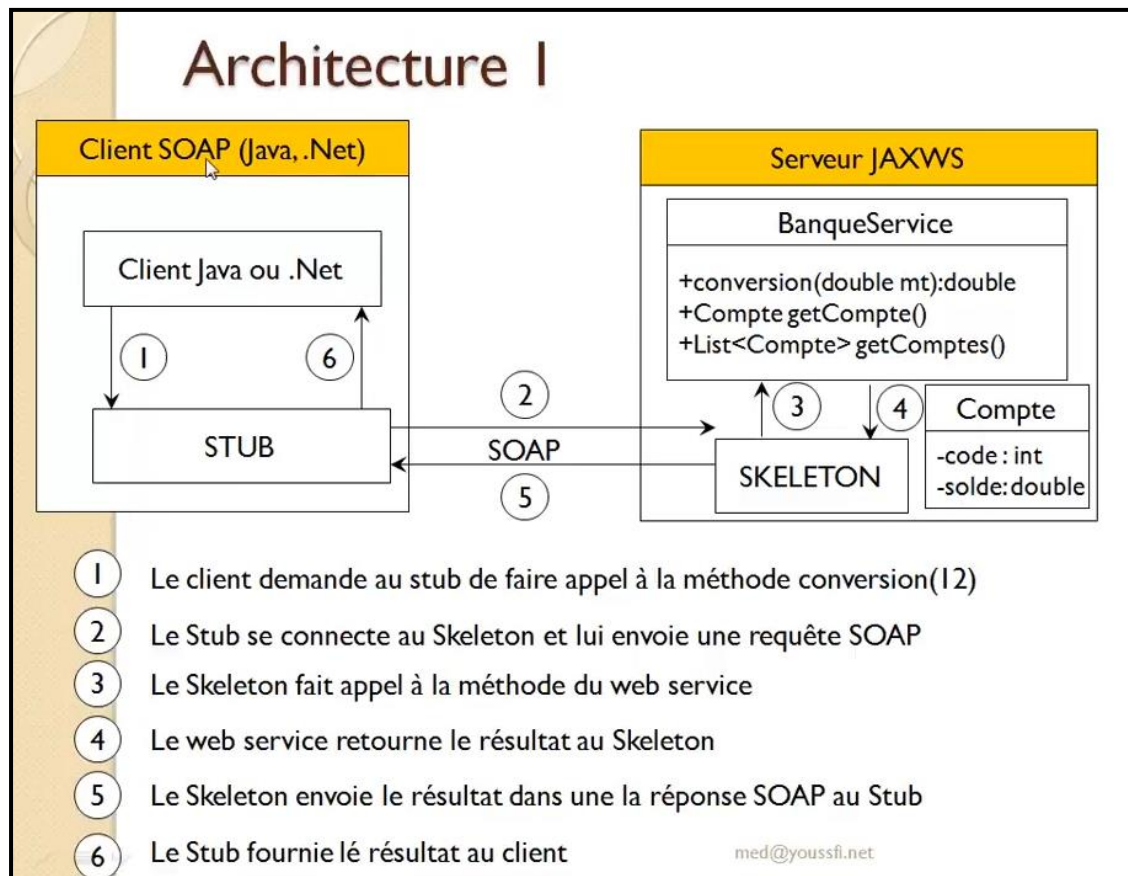 Architecture 1
Client SOAP (Java, .Net)
Client Java ou .Net
1
6
STUB
2
SOAP
5
Serveur JAXWS
BanqueService
+conversion(double mt):double
+Compte getCompte()
+List<Compte> getComptes()
3
4
Compte
-code : int
-solde: double
SKELETON
1 Le client demande au stub de faire appel à la méthode conversion(12)
2 Le Stub se connecte au Skeleton et lui envoie une requête SOAP
3 Le Skeleton fait appel à la méthode du web service
4 Le web service retourne le résultat au Skeleton
5 Le Skeleton envoie le résultat dans une la réponse SOAP au Stub
6 Le Stub fournie lé résultat au client
med@youssfi.net